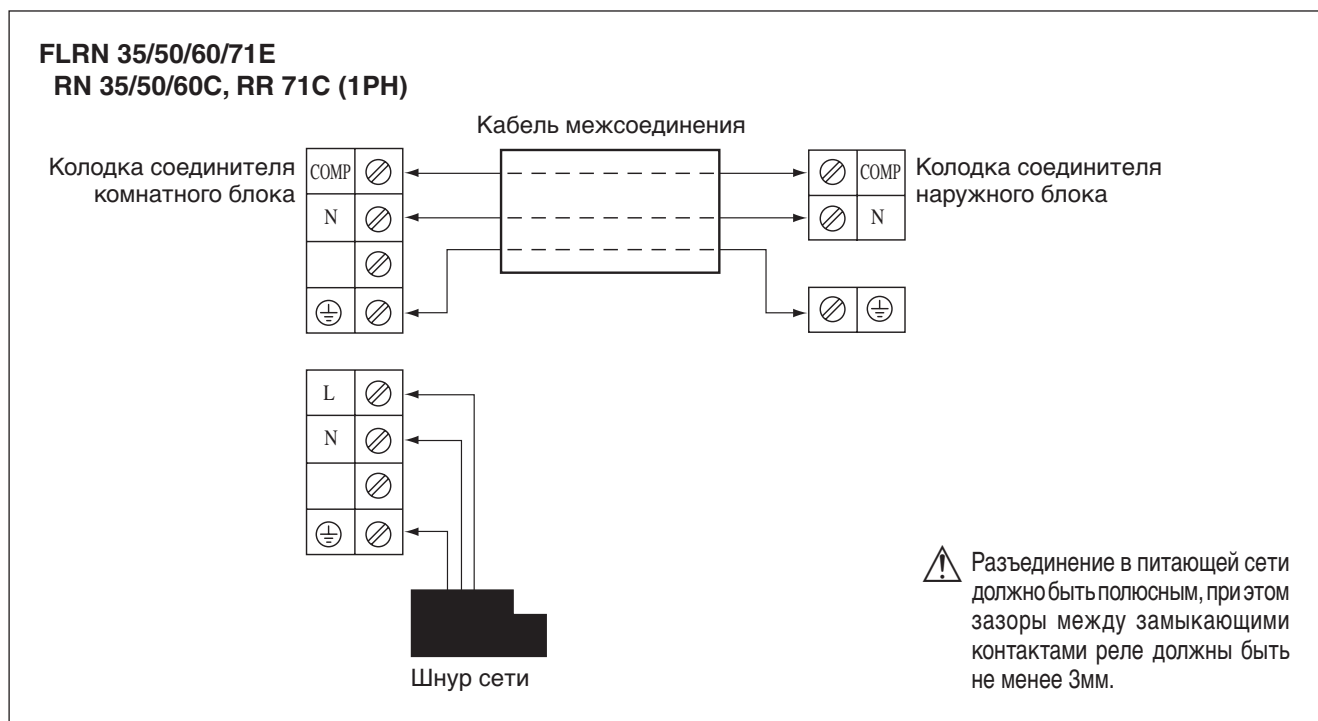 FLRN 35/50/60/71E
RN 35/50/60C, RR 71C (1PH)
Кабель межсоединения
Колодка соединителя
комнатного блока
COMP
N
COMP
N
Колодка соединителя
наружного блока
L
N
Шнур сети
Разъединение в питающей сети
должно быть полюсным, при этом
зазоры между замыкающими
контактами реле должны быть
не менее 3мм.